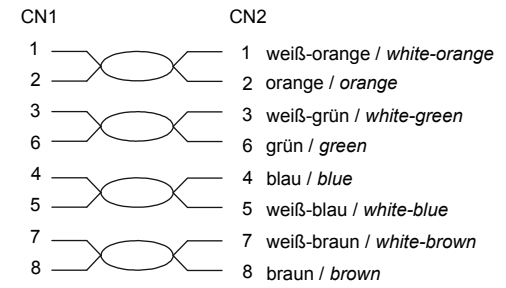 CN1 CN2
1 1 weiß-orange / white-orange
2 2 orange / orange
3 3 weiß-grün / white-green
6 6 grün / green
4 4 blau / blue
5 5 weiß-blau / white-blue
7 7 weiß-braun / white-brown
8 8 braun / brown